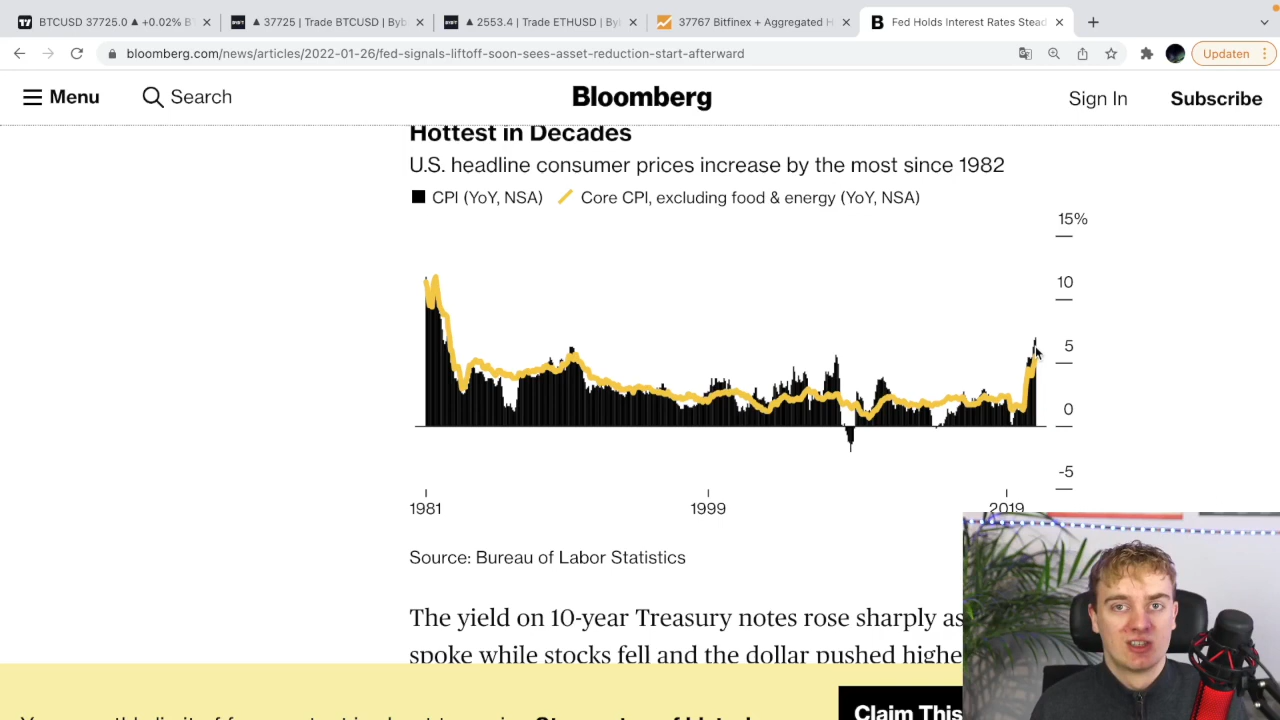 BTCUSD 37725.0 ▲ +0.02% B
37725 | Trade BTCUSD | Byb
2553.4 | Trade ETHUSD | By
37767 Bitfinex + Aggregated
Fed Holds Interest Rates Stead
bloomberg.com/news/articles/2022-01-26/fed-signals-liftoff-soon-sees-asset-reduction-start-afterward
Updaten
Menu
Search
Bloomberg
Sign In
Subscribe
Hottest in Decades
U.S. headline consumer prices increase by the most since 1982
CPI (YoY, NSA) Core CPI, excluding food & energy (YoY, NSA)
15%
10
5
0
-5
1981 1999 2019
Source: Bureau of Labor Statistics
The yield on 10-year Treasury notes rose sharply as
spoke while stocks fell and the dollar pushed highe
Claim This